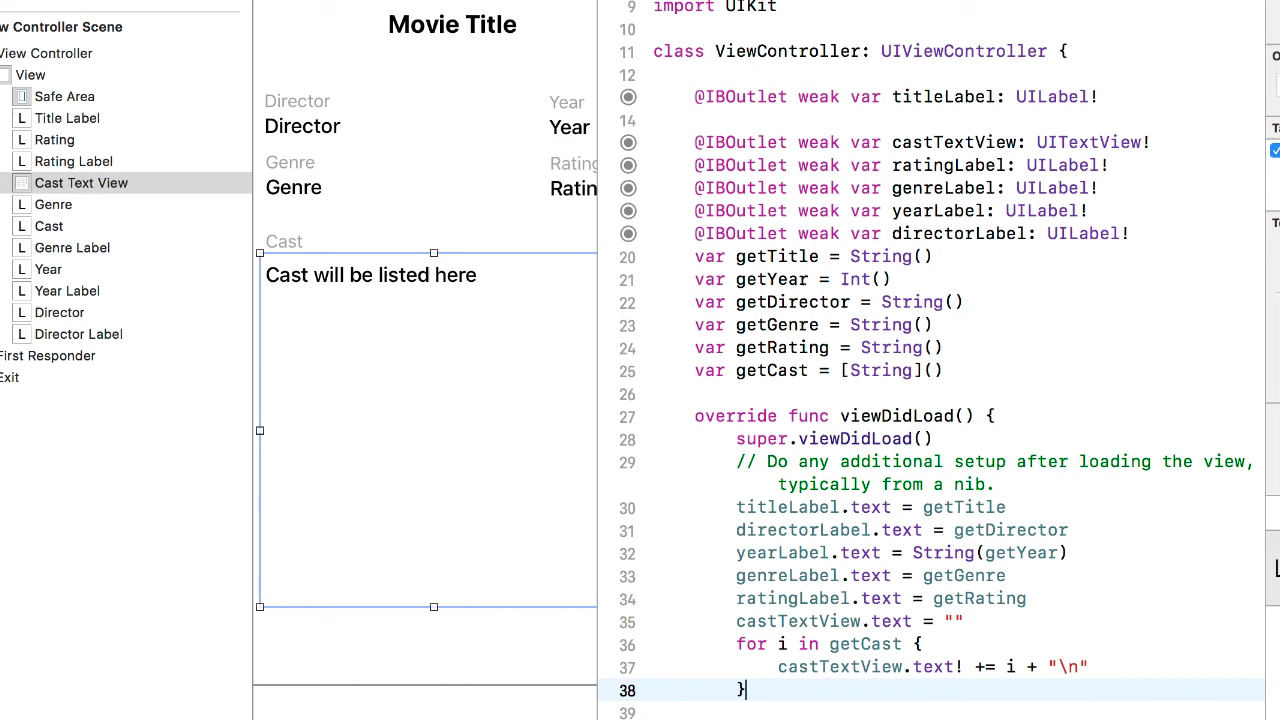 w Controller Scene
View Controller
View
Safe Area
L Title Label
L Rating
L Rating Label
Cast Text View
L Genre
L Cast
L Genre Label
L Year
L Year Label
L Director
L Director Label
First Responder
Exit
Movie Title
Director
Year
Director
Year
Genre
Rating
Genre
Ratin
Cast
Cast will be listed here
9 import UIKit
10
11 class ViewController: UIViewController {
12
@IBOutlet weak var titleLabel: UILabel!
14
@IBOutlet weak var castTextView: UITextView!
@IBOutlet weak var ratingLabel: UILabel!
@IBOutlet weak var genreLabel: UILabel!
@IBOutlet weak var yearLabel: UILabel!
@IBOutlet weak var directorLabel: UILabel!
20 var getTitle = String()
21 var getYear = Int()
22 var getDirector = String()
23 var getGenre = String()
24 var getRating = String()
25 var getCast = [String]()
26
27 override func viewDidLoad() {
28 super.viewDidLoad()
29 // Do any additional setup after loading the view,
typically from a nib.
30 titleLabel.text = getTitle
31 directorLabel.text = getDirector
32 yearLabel.text = String(getYear)
33 genreLabel.text = getGenre
34 ratingLabel.text = getRating
35 castTextView.text = ""
36 for i in getCast {
37 castTextView.text! += i + "\n"
38 }
39